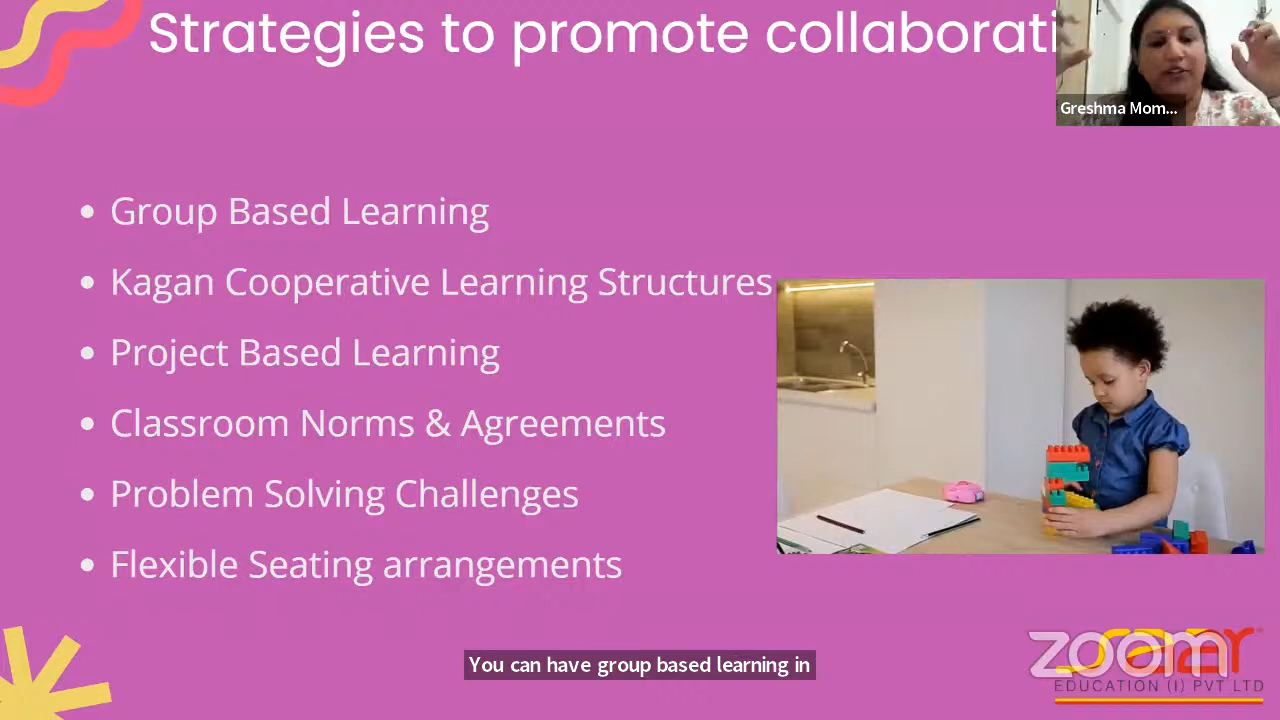 Strategies to promote collaborati
Greshma Mom...
• Group Based Learning
• Kagan Cooperative Learning Structures
• Project Based Learning
• Classroom Norms & Agreements
• Problem Solving Challenges
• Flexible Seating arrangements
You can have group based learning in
zoom
EDUCATION (I) PVT LTD